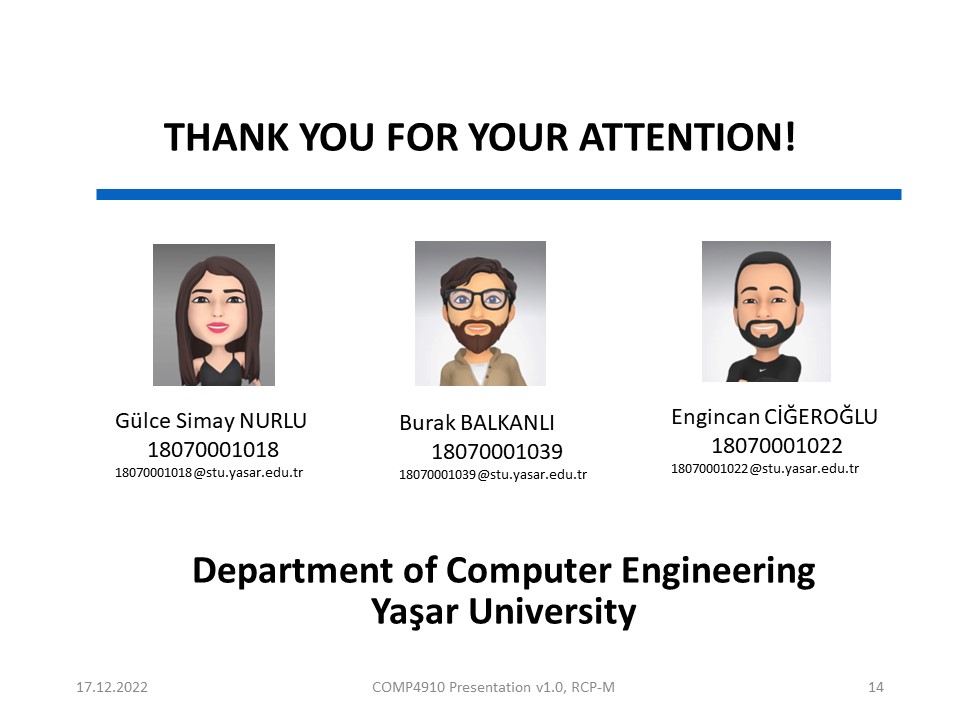 THANK YOU FOR YOUR ATTENTION!
Gülce Simay NURLU
18070001018
18070001018@stu.yasar.edu.tr
Burak BALKANLI
18070001039
18070001039@stu.yasar.edu.tr
Engincan CİĞEROĞLU
18070001022
18070001022@stu.yasar.edu.tr
Department of Computer Engineering
Yaşar University
17.12.2022
COMP4910 Presentation v1.0, RCP-M
14